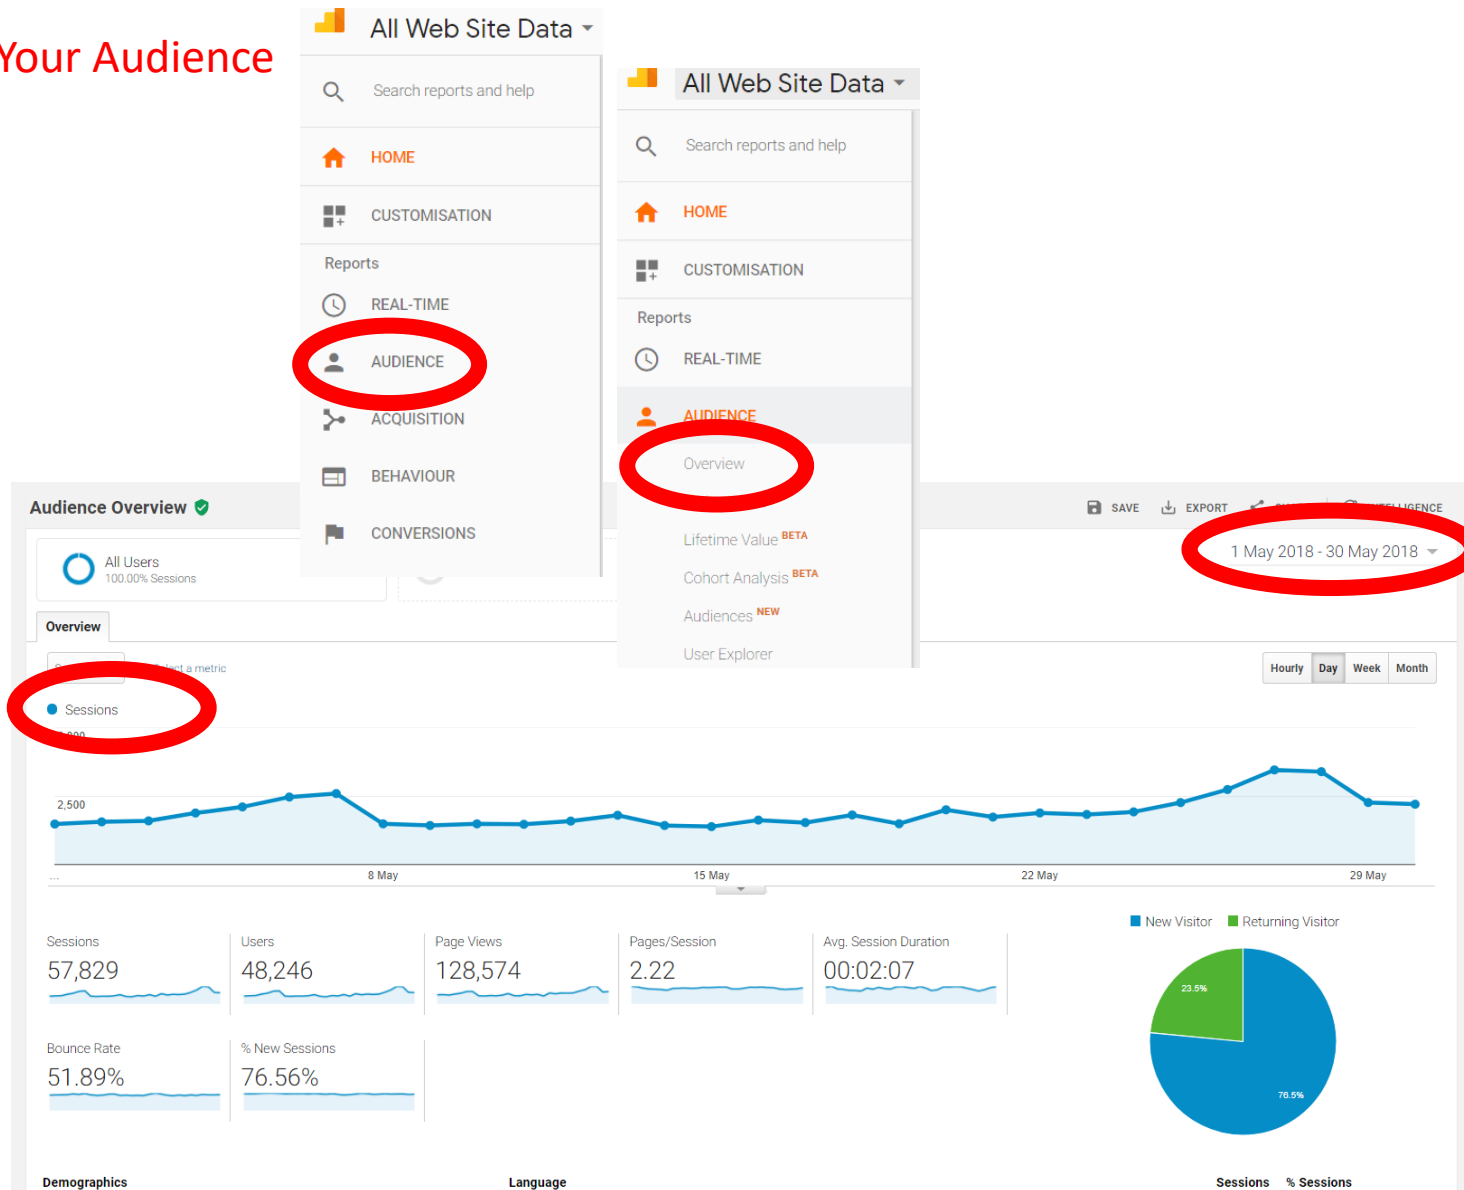 Your Audience
All Web Site Data
Search reports and help
HOME
CUSTOMISATION
Reports
REAL-TIME
AUDIENCE
ACQUISITION
BEHAVIOUR
CONVERSIONS
All Web Site Data
Search reports and help
HOME
CUSTOMISATION
Reports
REAL-TIME
AUDIENCE
Overview
Lifetime Value BETA
Cohort Analysis BETA
Audiences NEW
User Explorer
Audience Overview
SAVE EXPORT
1 May 2018 - 30 May 2018
All Users
100.00% Sessions
Overview
a metric
Hourly Day Week Month
Sessions
2,500
...
8 May 15 May 22 May 29 May
New Visitor Returning Visitor
Sessions Users Page Views Pages/Session Avg. Session Duration
57,829 48,246 128,574 2.22 00:02:07
Bounce Rate % New Sessions
51.89% 76.56%
23.5%
76.5%
Demographics Language Sessions % Sessions